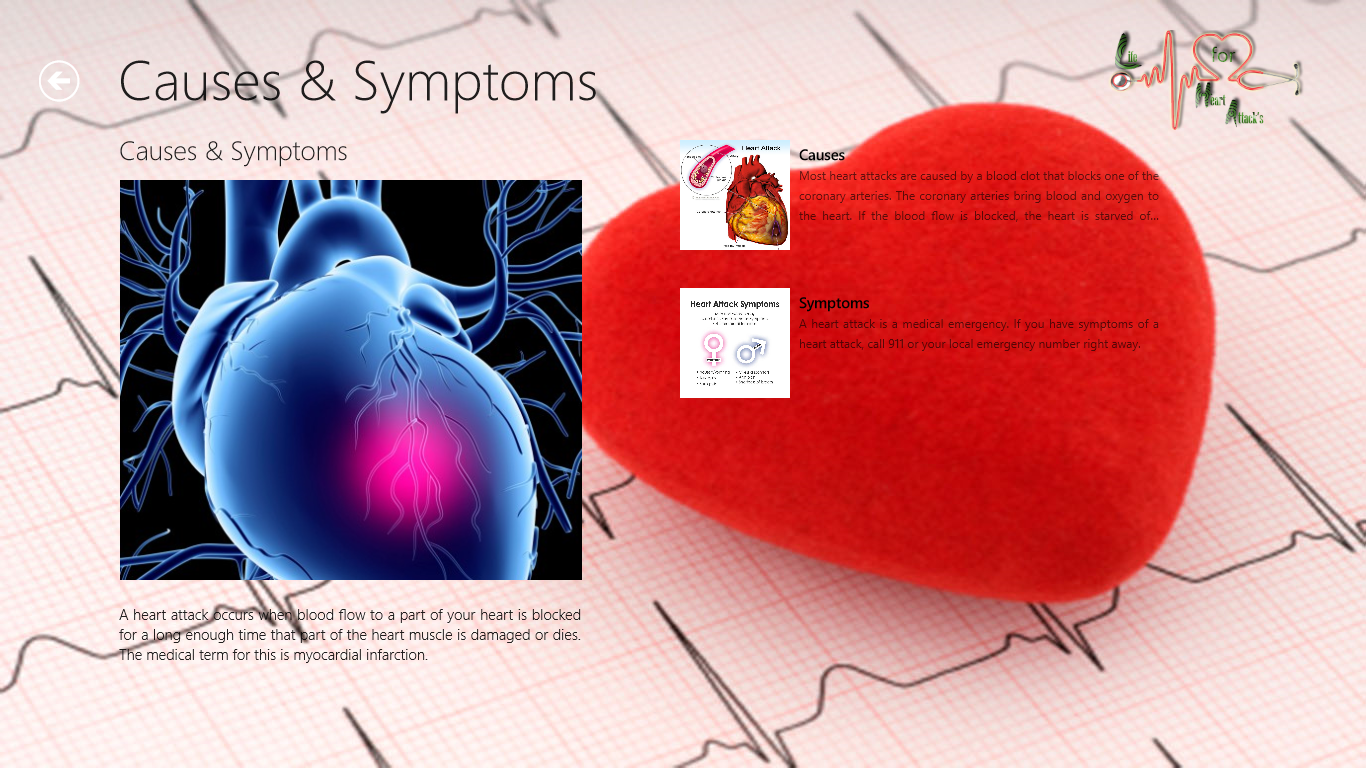 Causes & Symptoms
Life
for
Heart
Attack's
Causes & Symptoms
Heart Attack
Causes
Most heart attacks are caused by a blood clot that blocks one of the
coronary arteries. The coronary arteries bring blood and oxygen to
the heart. If the blood flow is blocked, the heart is starved of...
Heart Attack Symptoms
Symptoms
A heart attack is a medical emergency. If you have symptoms of a
heart attack, call 911 or your local emergency number right away.
A heart attack occurs when blood flow to a part of your heart is blocked
for a long enough time that part of the heart muscle is damaged or dies.
The medical term for this is myocardial infarction.